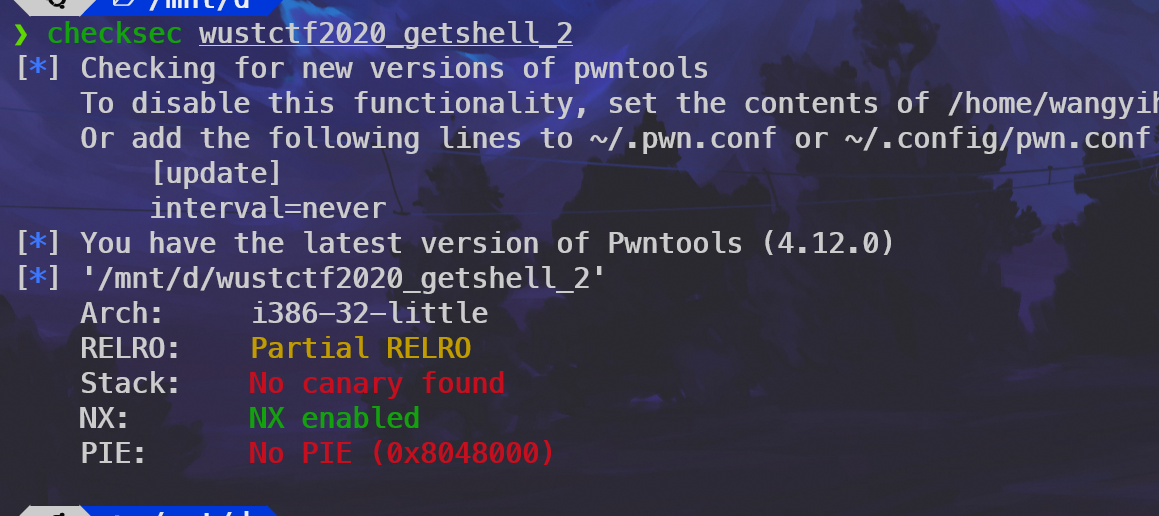 /mnt/d
❯ checksec wustctf2020_getshell_2
[*] Checking for new versions of pwntools
To disable this functionality, set the contents of /home/wangyih
Or add the following lines to ~/.pwn.conf or ~/.config/pwn.conf
[update]
interval=never
[*] You have the latest version of Pwntools (4.12.0)
[*] '/mnt/d/wustctf2020_getshell_2'
Arch: i386-32-little
RELRO: Partial RELRO
Stack: No canary found
NX: NX enabled
PIE: No PIE (0x8048000)
/mnt/d